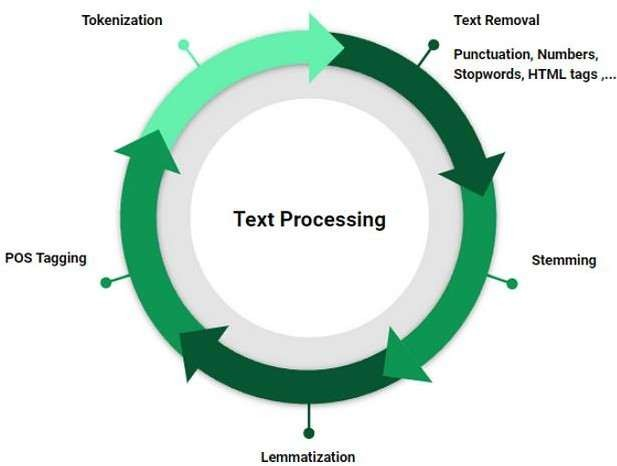 Tokenization
Text Removal
Punctuation, Numbers,
Stopwords, HTML tags ,...
Text Processing
POS Tagging
Stemming
Lemmatization